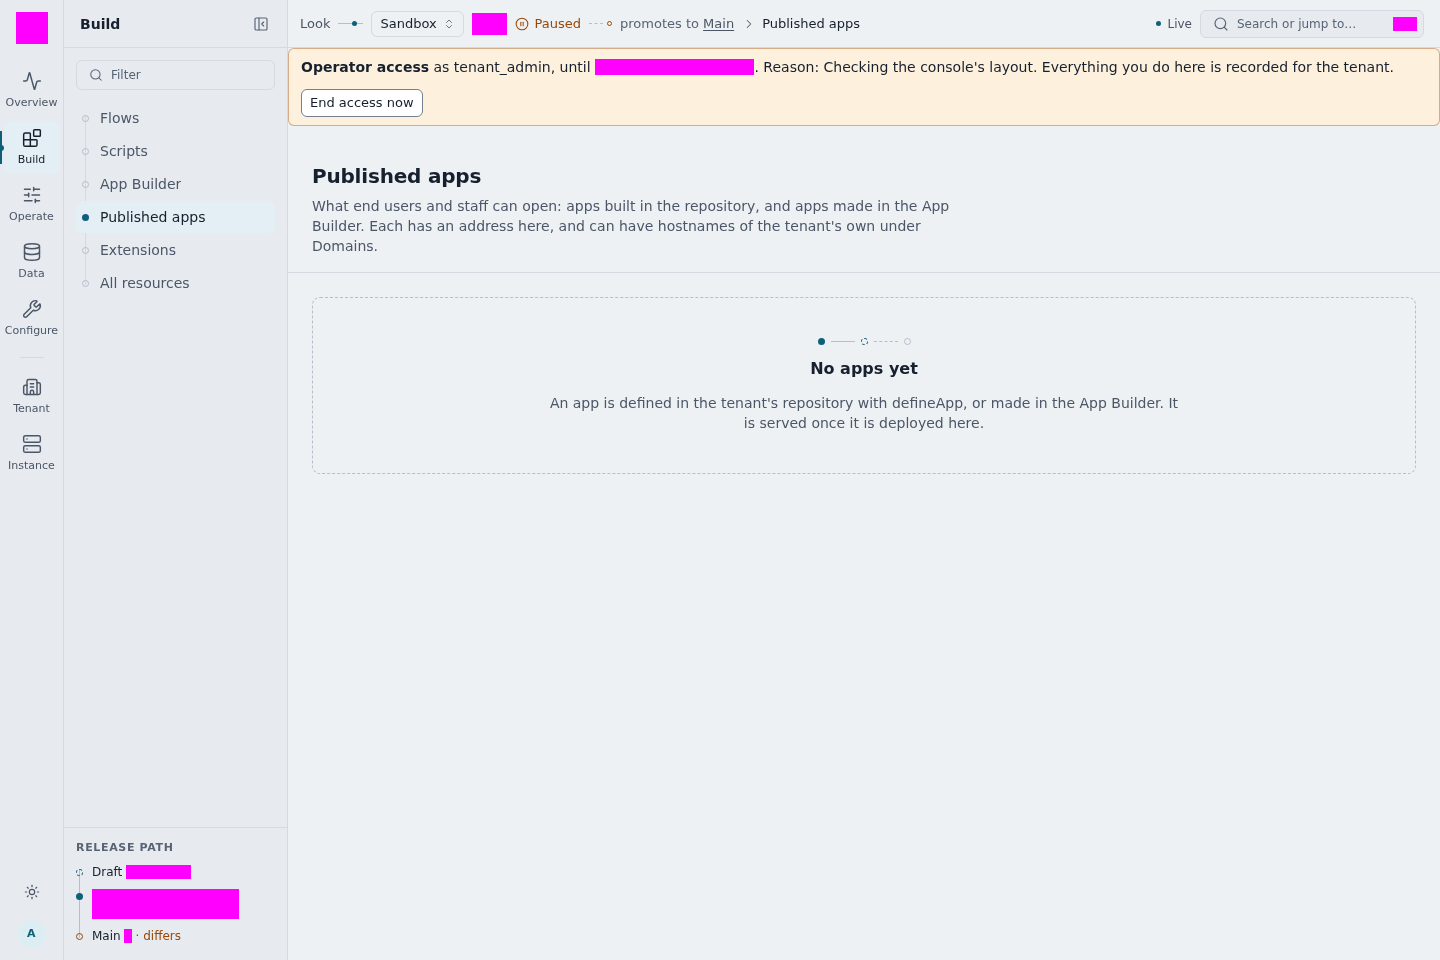 Build
Look
Sandbox
Paused
promotes to Main
Published apps
Live
Search or jump to…
Operator access as tenant_admin, until
. Reason: Checking the console's layout. Everything you do here is recorded for the tenant.
End access now
Overview
Build
Operate
Data
Configure
Tenant
Instance
A
Filter
Flows
Scripts
App Builder
Published apps
Extensions
All resources
RELEASE PATH
Draft
Main · differs
Published apps
What end users and staff can open: apps built in the repository, and apps made in the App
Builder. Each has an address here, and can have hostnames of the tenant's own under
Domains.
No apps yet
An app is defined in the tenant's repository with defineApp, or made in the App Builder. It
is served once it is deployed here.